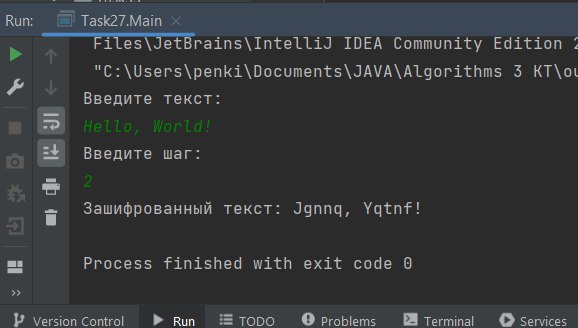 Run: Task27.Main
Files\JetBrains\IntelliJ IDEA Community Edition 2
"C:\Users\penki\Documents\JAVA\Algorithms 3 KT\ou
Введите текст:
Hello, World!
Введите шаг:
2
Зашифрованный текст: Jgnnq, Yqtnf!
Process finished with exit code 0
Version Control Run TODO Problems Terminal Services